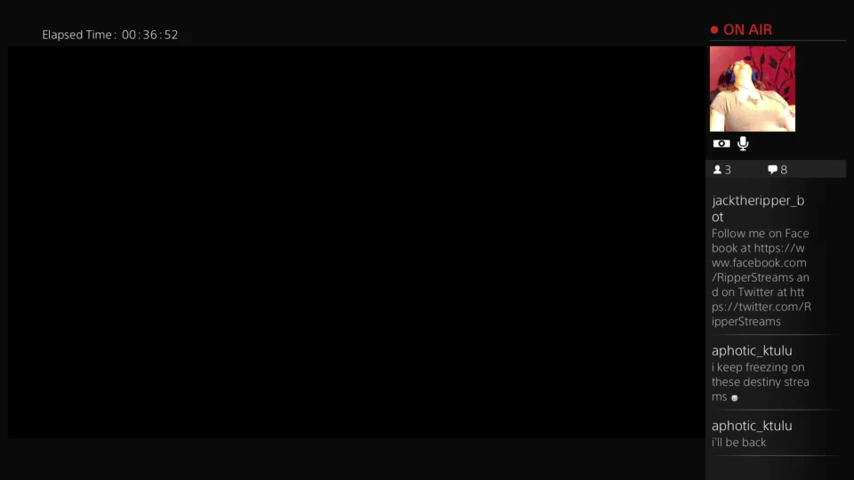 Elapsed Time: 00:36:52
ON AIR
3
8
jacktheripper_b
ot
Follow me on Face
book at https://w
ww.facebook.com
/RipperStreams an
d on Twitter at htt
ps://twitter.com/R
ipperStreams
aphotic_ktulu
i keep freezing on
these destiny strea
ms
aphotic_ktulu
i'll be back